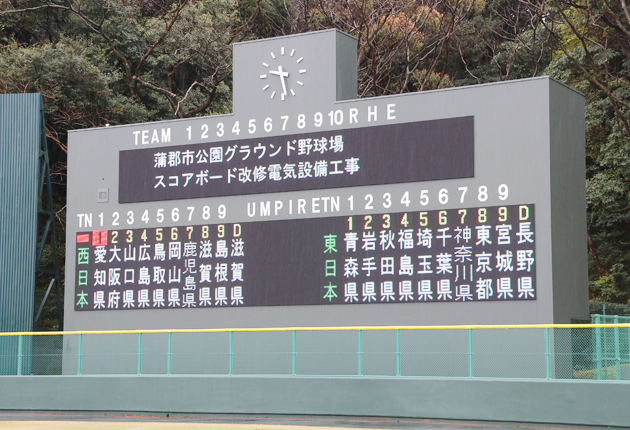 TEAM 1 2 3 4 5 6 7 8 9 10 R H E
蒲郡市公園グラウンド野球場
スコアボード改修電気設備工事
TN 1 2 3 4 5 6 7 8 9 UMPIRE TN 1 2 3 4 5 6 7 8 9
1 2 3 4 5 6 7 8 9 D
西日本
愛知県
大阪府
山口県
広島県
鳥取県
岡山県
鹿児島県
滋賀県
島根県
滋賀県
1 2 3 4 5 6 7 8 9 D
東日本
青森県
岩手県
秋田県
福島県
埼玉県
千葉県
神奈川県
東京都
宮城県
長野県